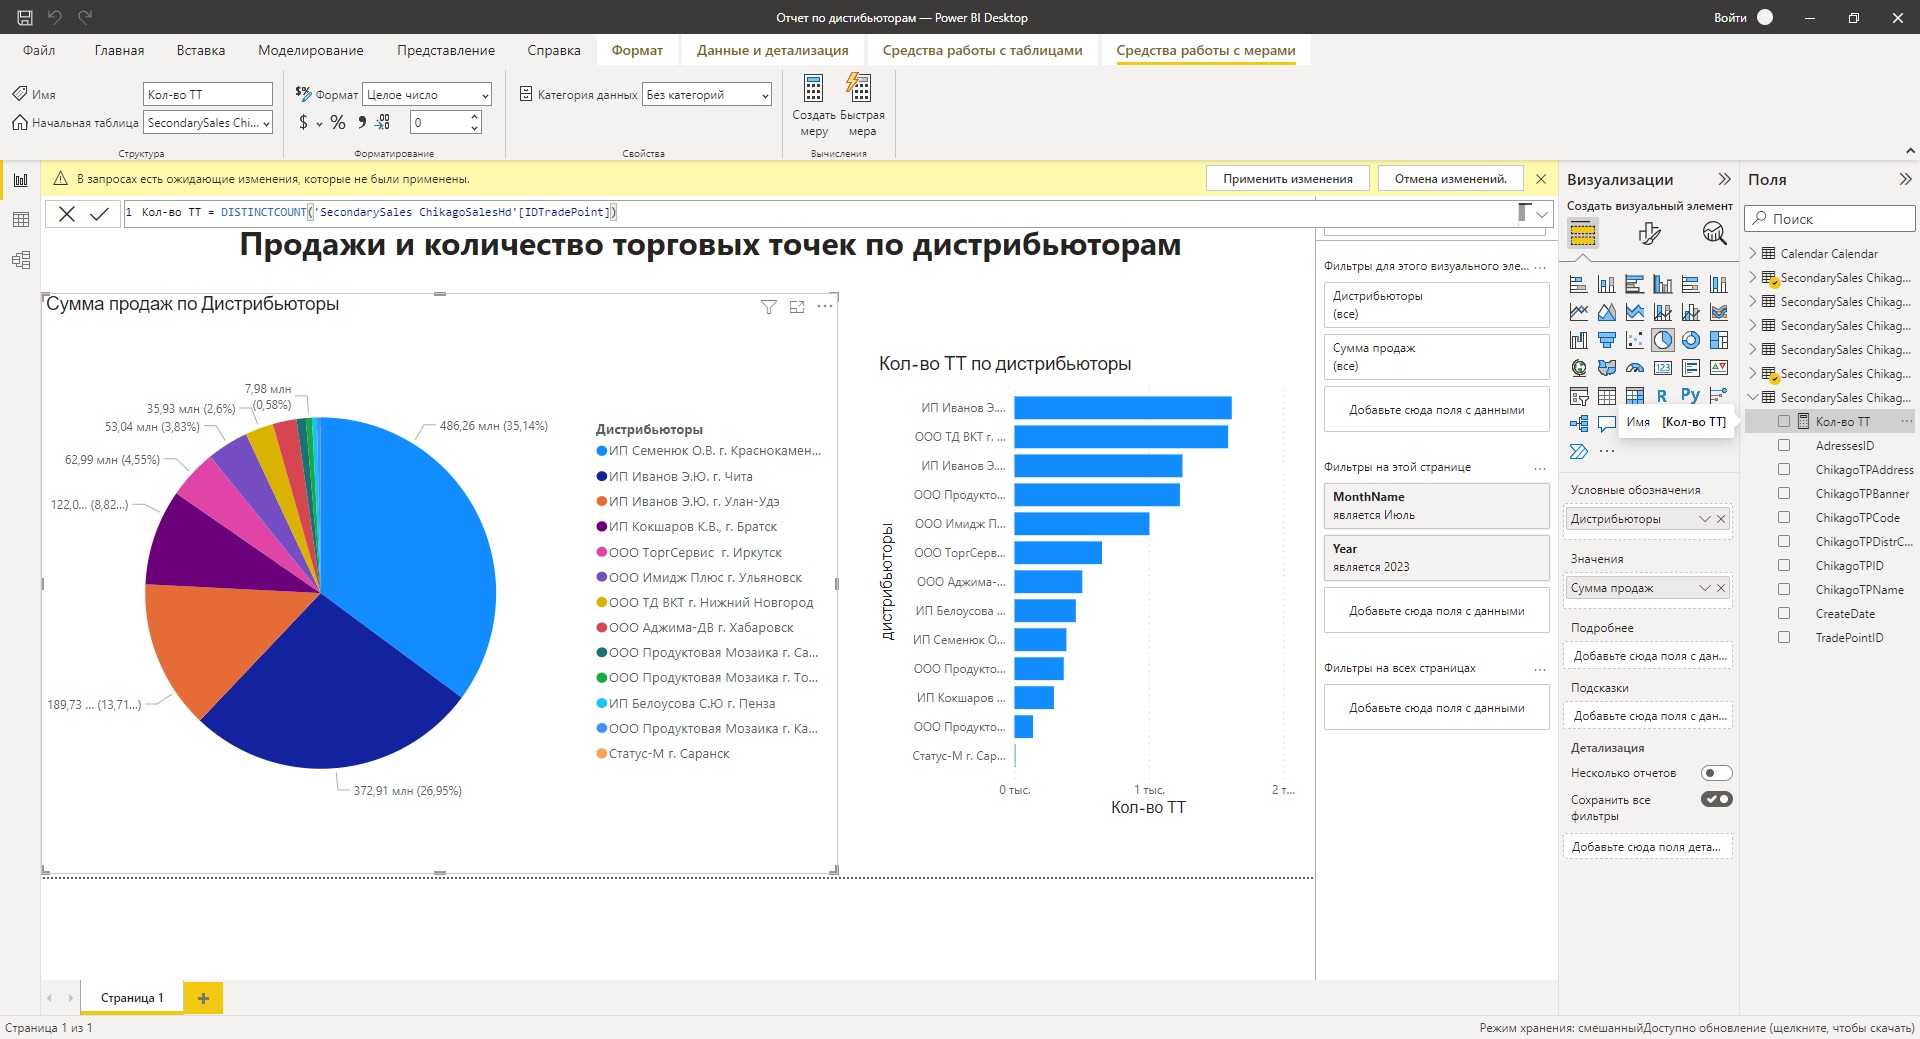 Отчет по дистибьюторам — Power BI Desktop
Войти
Файл Главная Вставка Моделирование Представление Справка Формат Данные и детализация Средства работы с таблицами Средства работы с мерами
Имя Кол-во ТТ
Начальная таблица SecondarySales Chi...
Структура
$% Формат Целое число
$ % 0
Форматирование
Категория данных Без категорий
Свойства
Создать меру
Быстрая мера
Вычисления
В запросах есть ожидающие изменения, которые не были применены.
Применить изменения
Отмена изменений.
1 Кол-во ТТ = DISTINCTCOUNT('SecondarySales ChikagoSalesHd'[IDTradePoint])
Продажи и количество торговых точек по дистрибьюторам
Сумма продаж по Дистрибьюторы
7,98 млн
(0,58%)
35,93 млн (2,6%)
53,04 млн (3,83%)
62,99 млн (4,55%)
122,0... (8,82...)
189,73 ... (13,71...)
372,91 млн (26,95%)
486,26 млн (35,14%)
Дистрибьюторы
ИП Семенюк О.В. г. Краснокамен...
ИП Иванов Э.Ю. г. Чита
ИП Иванов Э.Ю. г. Улан-Удэ
ИП Кокшаров К.В., г. Братск
ООО ТоргСервис г. Иркутск
ООО Имидж Плюс г. Ульяновск
ООО ТД ВКТ г. Нижний Новгород
ООО Аджима-ДВ г. Хабаровск
ООО Продуктовая Мозаика г. Са...
ООО Продуктовая Мозаика г. То...
ИП Белоусова С.Ю г. Пенза
ООО Продуктовая Мозаика г. Ка...
Статус-М г. Саранск
Кол-во ТТ по дистрибьюторы
дистрибьюторы
ИП Иванов Э....
ООО ТД ВКТ г. ...
ИП Иванов Э....
ООО Продукто...
ООО Имидж П...
ООО ТоргСерв...
ООО Аджима-...
ИП Белоусова ...
ИП Семенюк О...
ООО Продукто...
ИП Кокшаров ...
ООО Продукто...
Статус-М г. Сар...
0 тыс. 1 тыс. 2 т...
Кол-во ТТ
Фильтры для этого визуального эле... ...
Дистрибьюторы
(все)
Сумма продаж
(все)
Добавьте сюда поля с данными
Фильтры на этой странице ...
MonthName
является Июль
Year
является 2023
Добавьте сюда поля с данными
Фильтры на всех страницах ...
Добавьте сюда поля с данными
Визуализации
Создать визуальный элемент
123
R Py
Имя [Кол-во ТТ]
...
Условные обозначения
Дистрибьюторы
Значения
Сумма продаж
Подробнее
Добавьте сюда поля с дан...
Подсказки
Добавьте сюда поля с дан...
Детализация
Несколько отчетов
Сохранить все
фильтры
Добавьте сюда поля дета...
Поля
Поиск
Calendar Calendar
SecondarySales Chikag...
SecondarySales Chikag...
SecondarySales Chikag...
SecondarySales Chikag...
SecondarySales Chikag...
SecondarySales Chikag...
Кол-во ТТ ...
AdressesID
ChikagoTPAddress
ChikagoTPBanner
ChikagoTPCode
ChikagoTPDistrC...
ChikagoTPID
ChikagoTPName
CreateDate
TradePointID
Страница 1
Страница 1 из 1
Режим хранения: смешанныйДоступно обновление (щелкните, чтобы скачать)